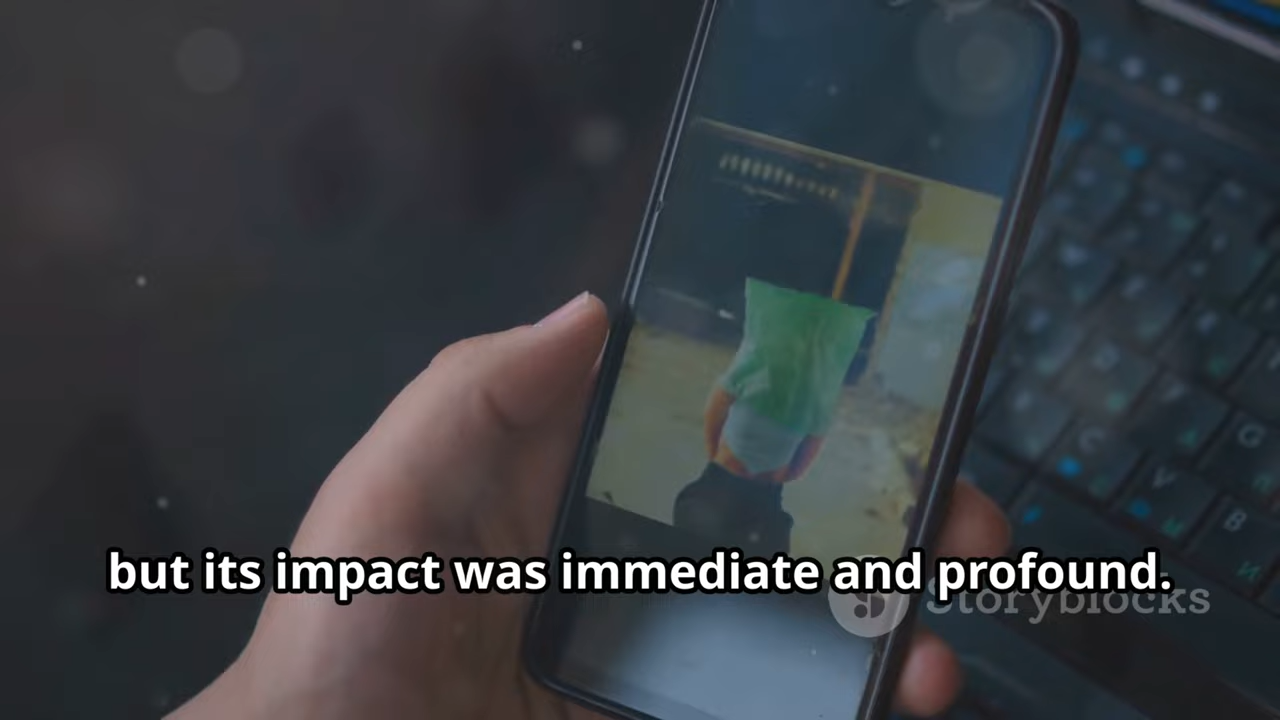 but its impact was immediate and profound.
Storyblocks
C
V
G
B
И